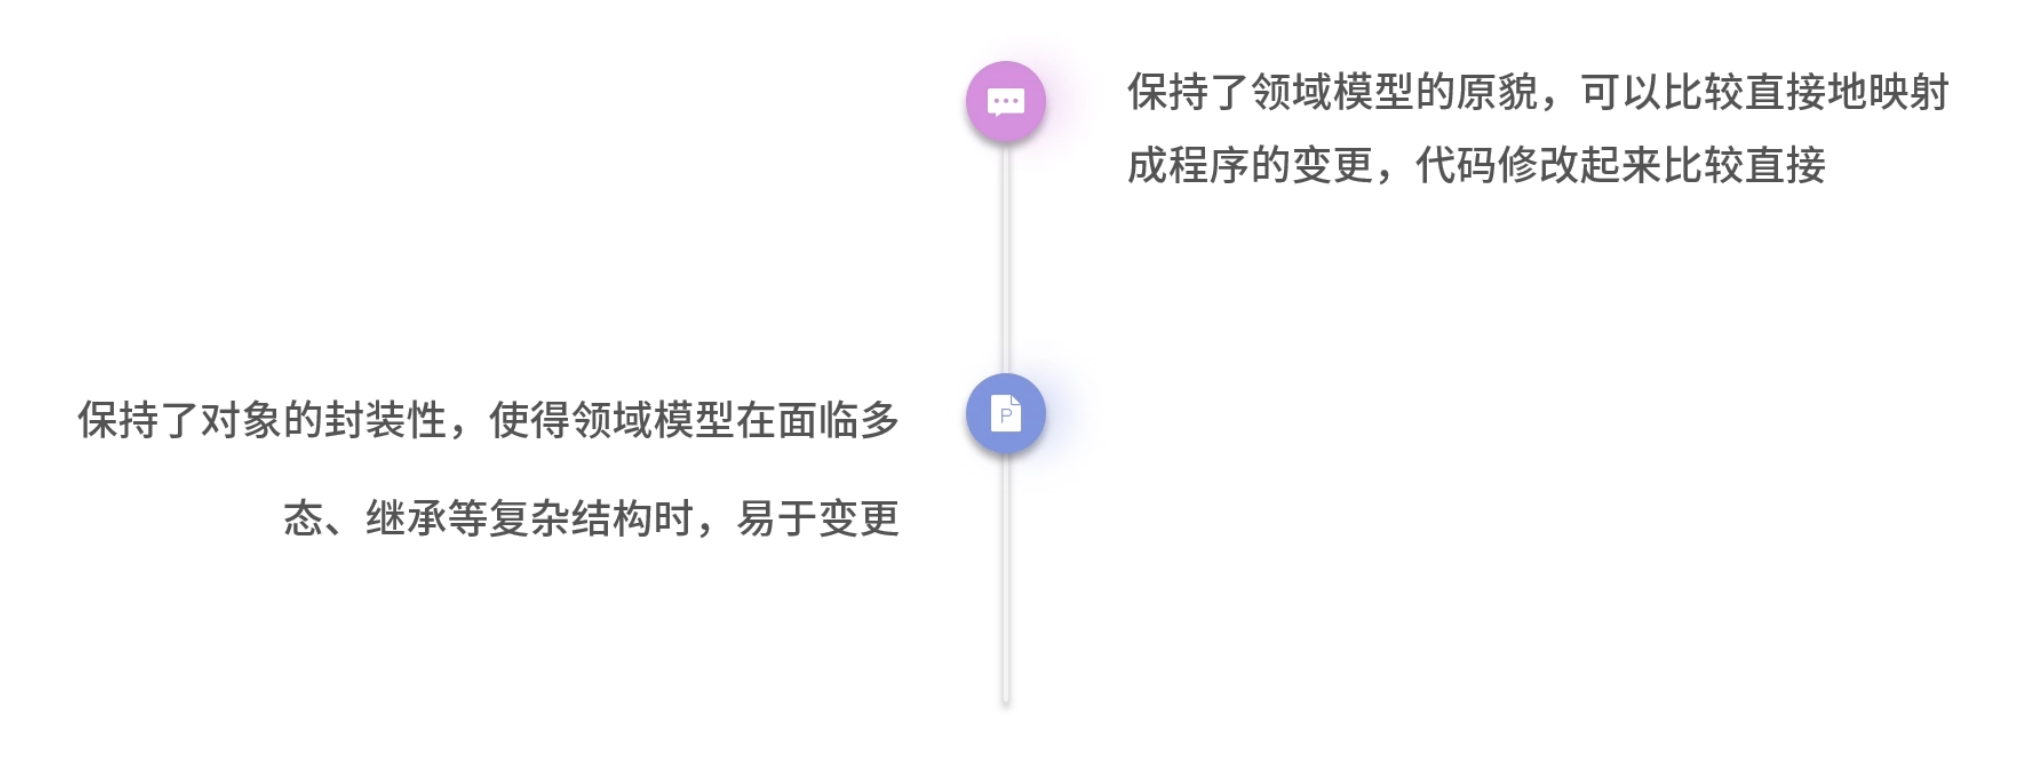 保持了领域模型的原貌，可以比较直接地映射
成程序的变更，代码修改起来比较直接
保持了对象的封装性，使得领域模型在面临多
态、继承等复杂结构时，易于变更
P